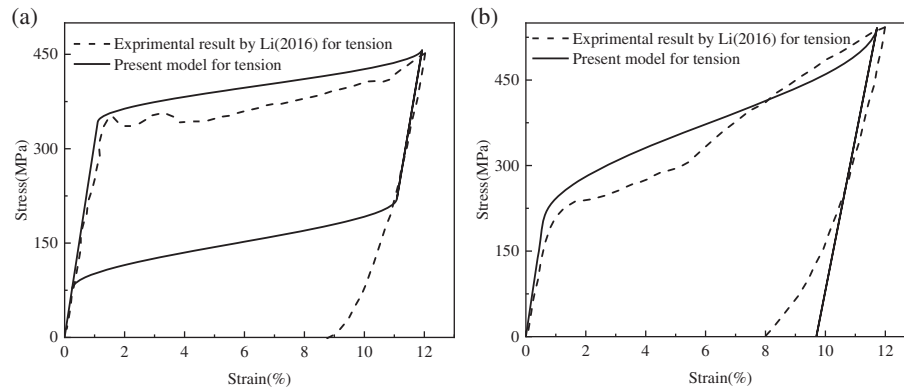 (a)
Exprimental result by Li(2016) for tension
Present model for tension
450
300
150
0
Stress(MPa)
0 2 4 6 8 10 12
Strain(%)
(b)
Exprimental result by Li(2016) for tension
Present model for tension
450
300
150
0
Stress(MPa)
0 2 4 6 8 10 12
Strain(%)